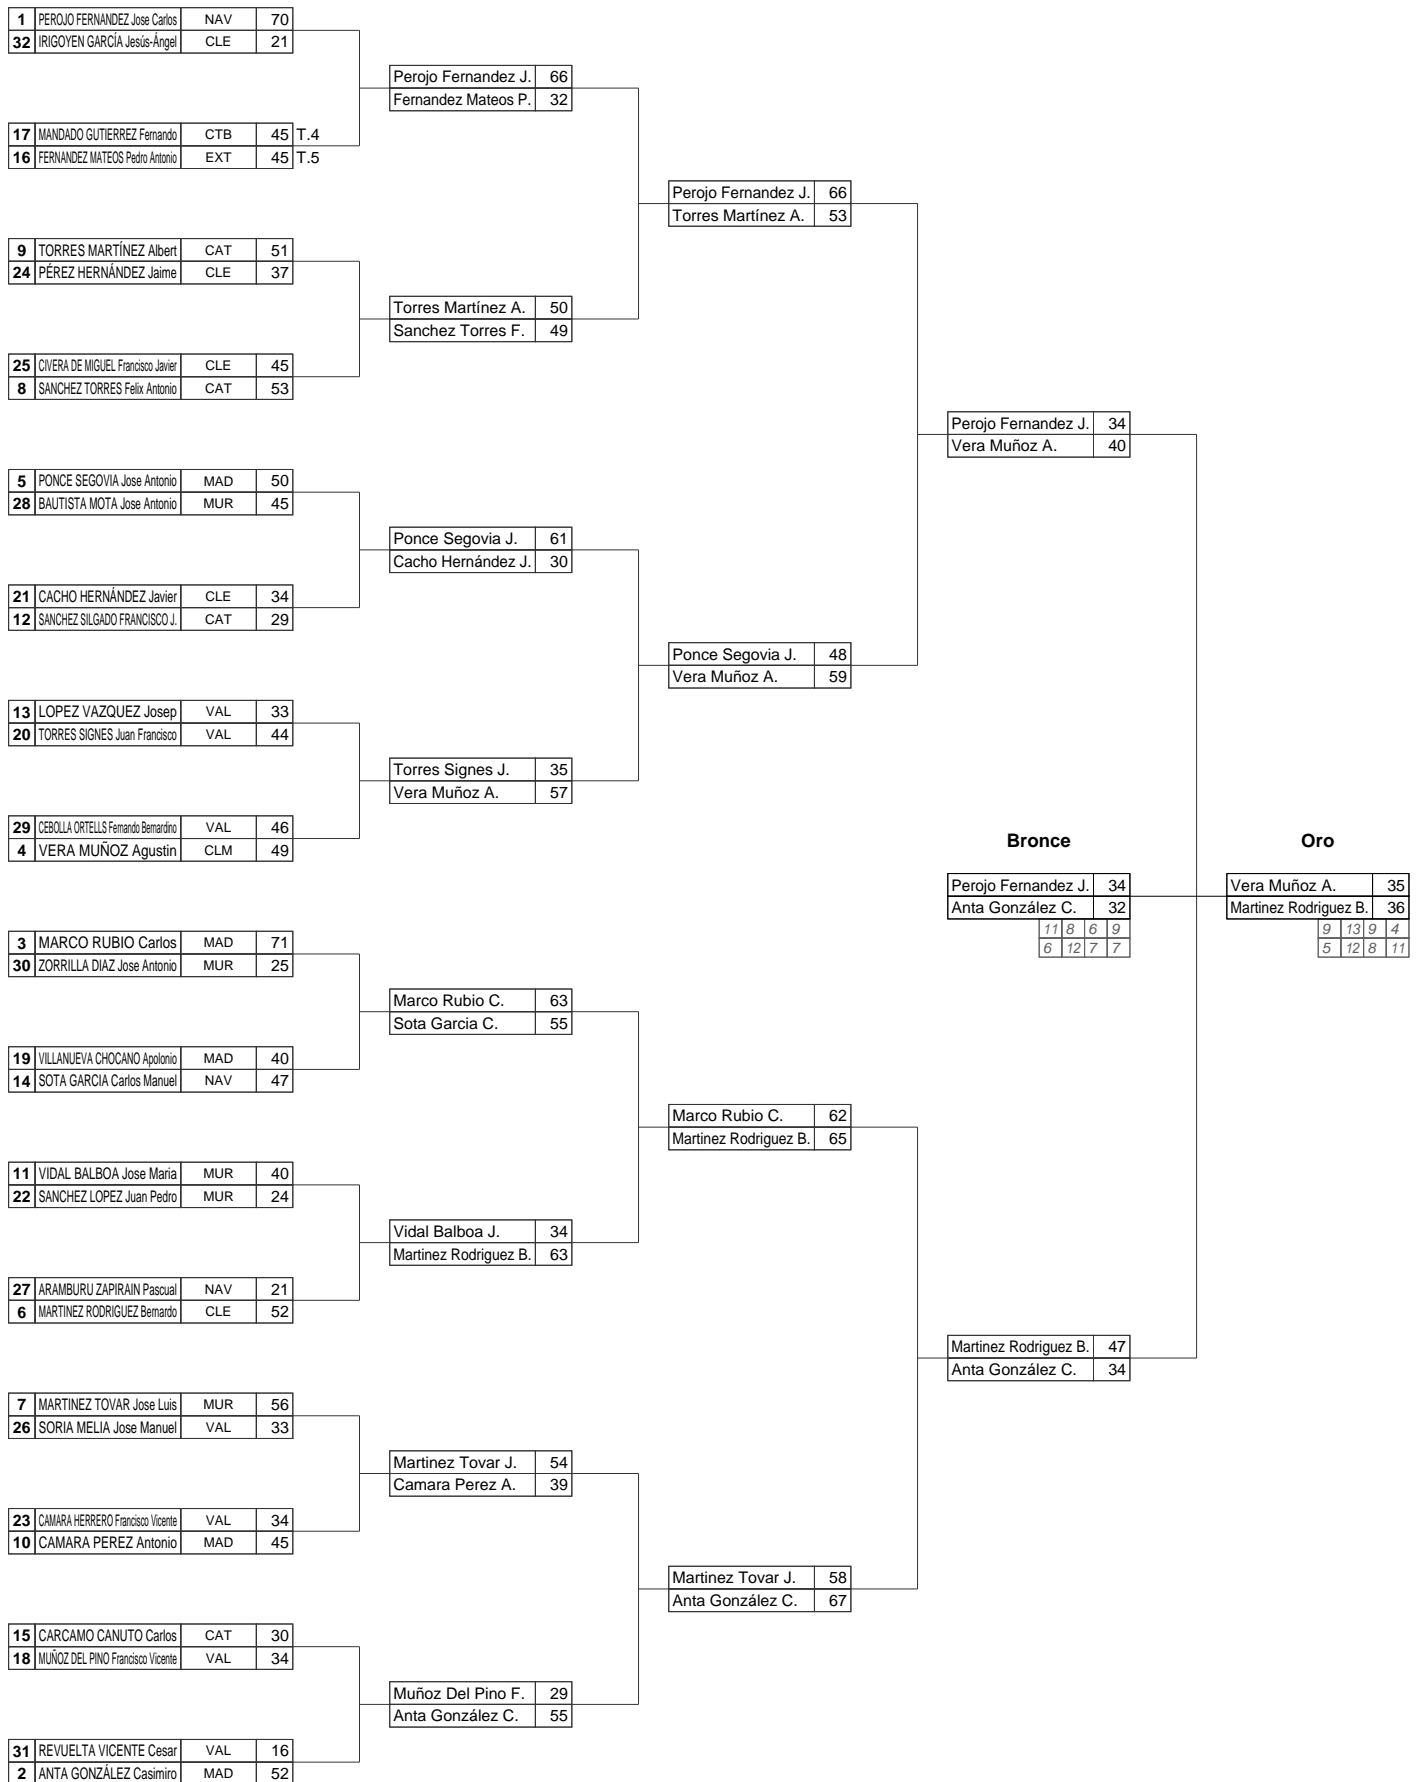 1 PEROJO FERNANDEZ Jose Carlos NAV 70
32 IRIGOYEN GARCÍA Jesús-Ángel CLE 21
Perojo Fernandez J. 66
Fernandez Mateos P. 32
17 MANDADO GUTIERREZ Fernando CTB 45 T.4
16 FERNANDEZ MATEOS Pedro Antonio EXT 45 T.5
Perojo Fernandez J. 66
Torres Martínez A. 53
9 TORRES MARTÍNEZ Albert CAT 51
24 PÉREZ HERNÁNDEZ Jaime CLE 37
Torres Martínez A. 50
Sanchez Torres F. 49
25 CIVERA DE MIGUEL Francisco Javier CLE 45
8 SANCHEZ TORRES Felix Antonio CAT 53
Perojo Fernandez J. 34
Vera Muñoz A. 40
5 PONCE SEGOVIA Jose Antonio MAD 50
28 BAUTISTA MOTA Jose Antonio MUR 45
Ponce Segovia J. 61
Cacho Hernández J. 30
21 CACHO HERNÁNDEZ Javier CLE 34
12 SANCHEZ SILGADO FRANCISCO J. CAT 29
Ponce Segovia J. 48
Vera Muñoz A. 59
13 LOPEZ VAZQUEZ Josep VAL 33
20 TORRES SIGNES Juan Francisco VAL 44
Torres Signes J. 35
Vera Muñoz A. 57
29 CEBOLLA ORTELLS Fernando Bernardino VAL 46
4 VERA MUÑOZ Agustin CLM 49
Bronce Oro
Perojo Fernandez J. 34 Vera Muñoz A. 35
Anta González C. 32 Martinez Rodriguez B. 36
11 8 6 9 9 13 9 4
6 12 7 7 5 12 8 11
3 MARCO RUBIO Carlos MAD 71
30 ZORRILLA DIAZ Jose Antonio MUR 25
Marco Rubio C. 63
Sota Garcia C. 55
19 VILLANUEVA CHOCANO Apolonio MAD 40
14 SOTA GARCIA Carlos Manuel NAV 47
Marco Rubio C. 62
Martinez Rodriguez B. 65
11 VIDAL BALBOA Jose Maria MUR 40
22 SANCHEZ LOPEZ Juan Pedro MUR 24
Vidal Balboa J. 34
Martinez Rodriguez B. 63
27 ARAMBURU ZAPIRAIN Pascual NAV 21
6 MARTINEZ RODRIGUEZ Bernardo CLE 52
Martinez Rodriguez B. 47
Anta González C. 34
7 MARTINEZ TOVAR Jose Luis MUR 56
26 SORIA MELIA Jose Manuel VAL 33
Martinez Tovar J. 54
Camara Perez A. 39
23 CAMARA HERRERO Francisco Vicente VAL 34
10 CAMARA PEREZ Antonio MAD 45
Martinez Tovar J. 58
Anta González C. 67
15 CARCAMO CANUTO Carlos CAT 30
18 MUÑOZ DEL PINO Francisco Vicente VAL 34
Muñoz Del Pino F. 29
Anta González C. 55
31 REVUELTA VICENTE Cesar VAL 16
2 ANTA GONZÁLEZ Casimiro MAD 52